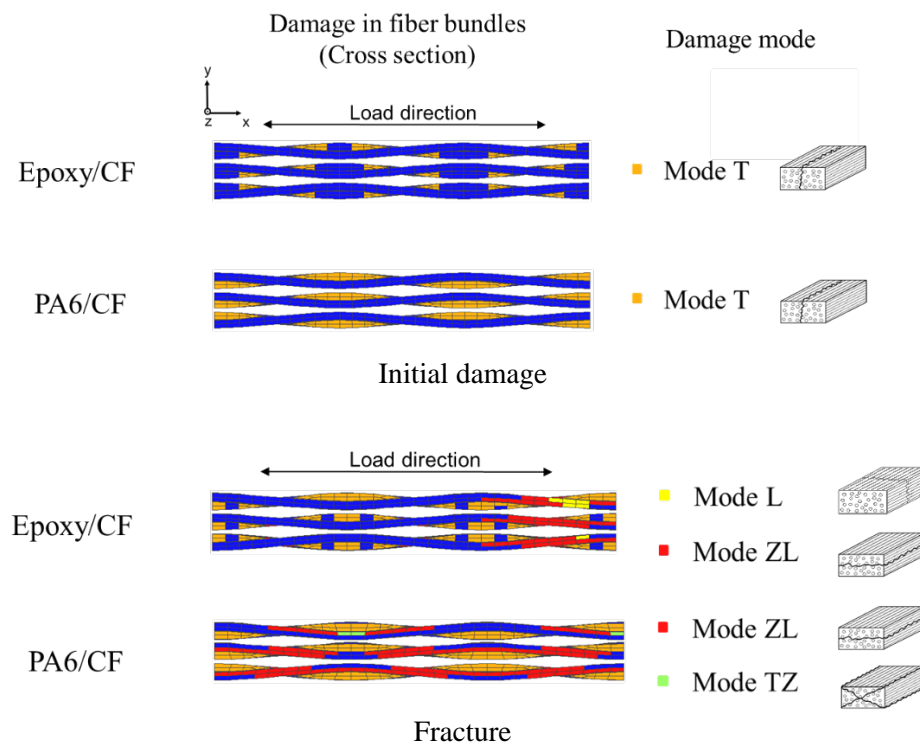 Damage in fiber bundles
(Cross section)
Damage mode
y
z
x
Load direction
Epoxy/CF
Mode T
PA6/CF
Mode T
Initial damage
Load direction
Epoxy/CF
Mode L
Mode ZL
PA6/CF
Mode ZL
Mode TZ
Fracture